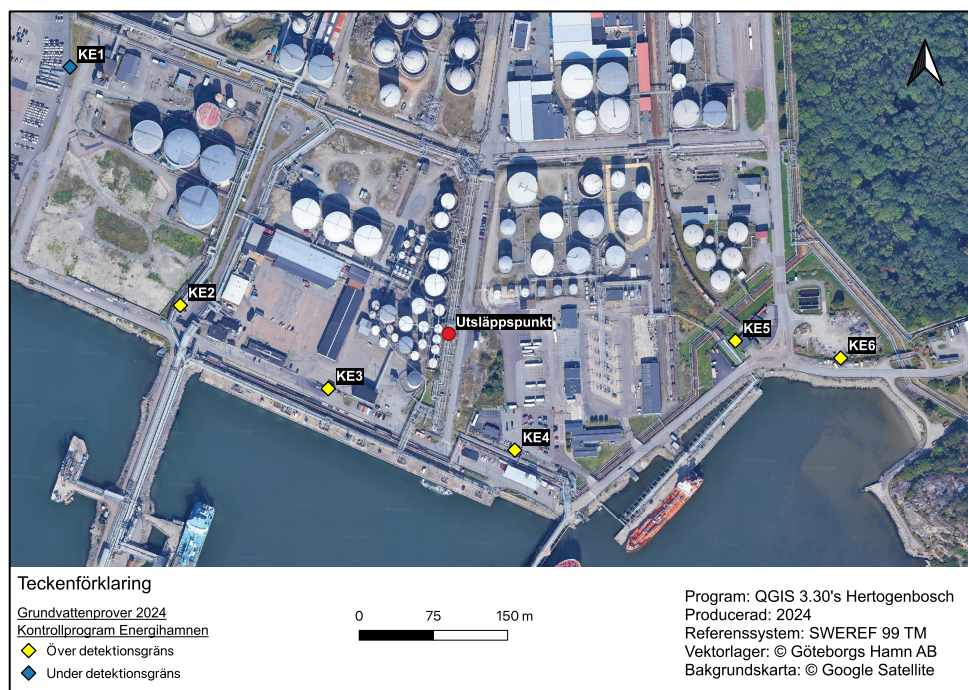 KE1
KE2
Utsläppspunkt
KE5
KE6
KE3
KE4
Teckenförklaring
Grundvattenprover 2024
Kontrollprogram Energihamnen
Över detektionsgräns
Under detektionsgräns
0 75 150 m
Program: QGIS 3.30's Hertogenbosch
Producerad: 2024
Referenssystem: SWEREF 99 TM
Vektorlager: © Göteborgs Hamn AB
Bakgrundskarta: © Google Satellite